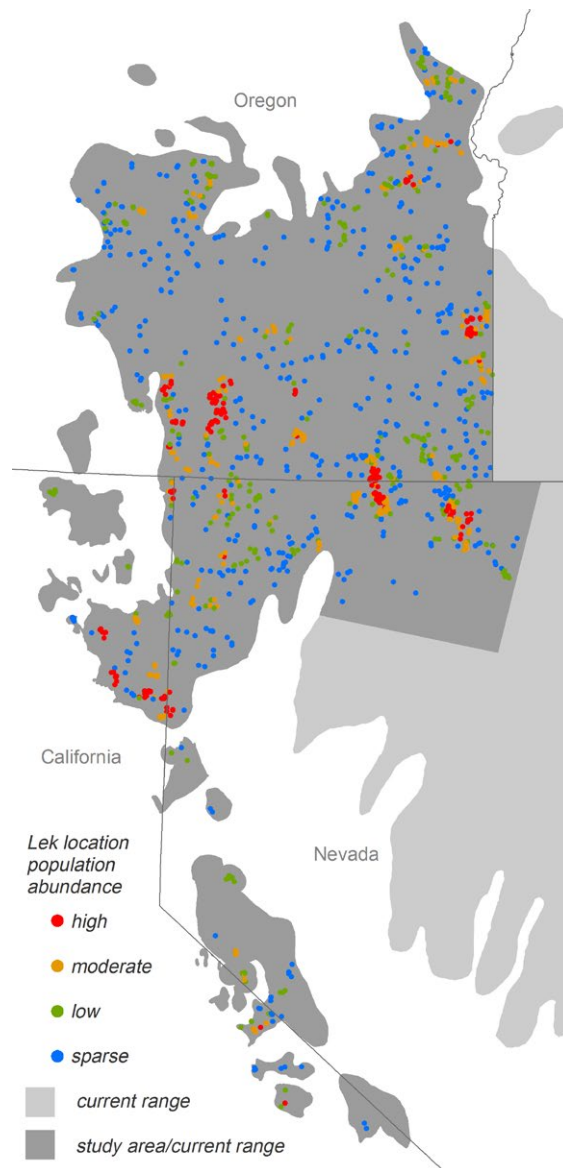 Oregon
California
Nevada
Lek location
population
abundance
high
moderate
low
sparse
current range
study area/current range